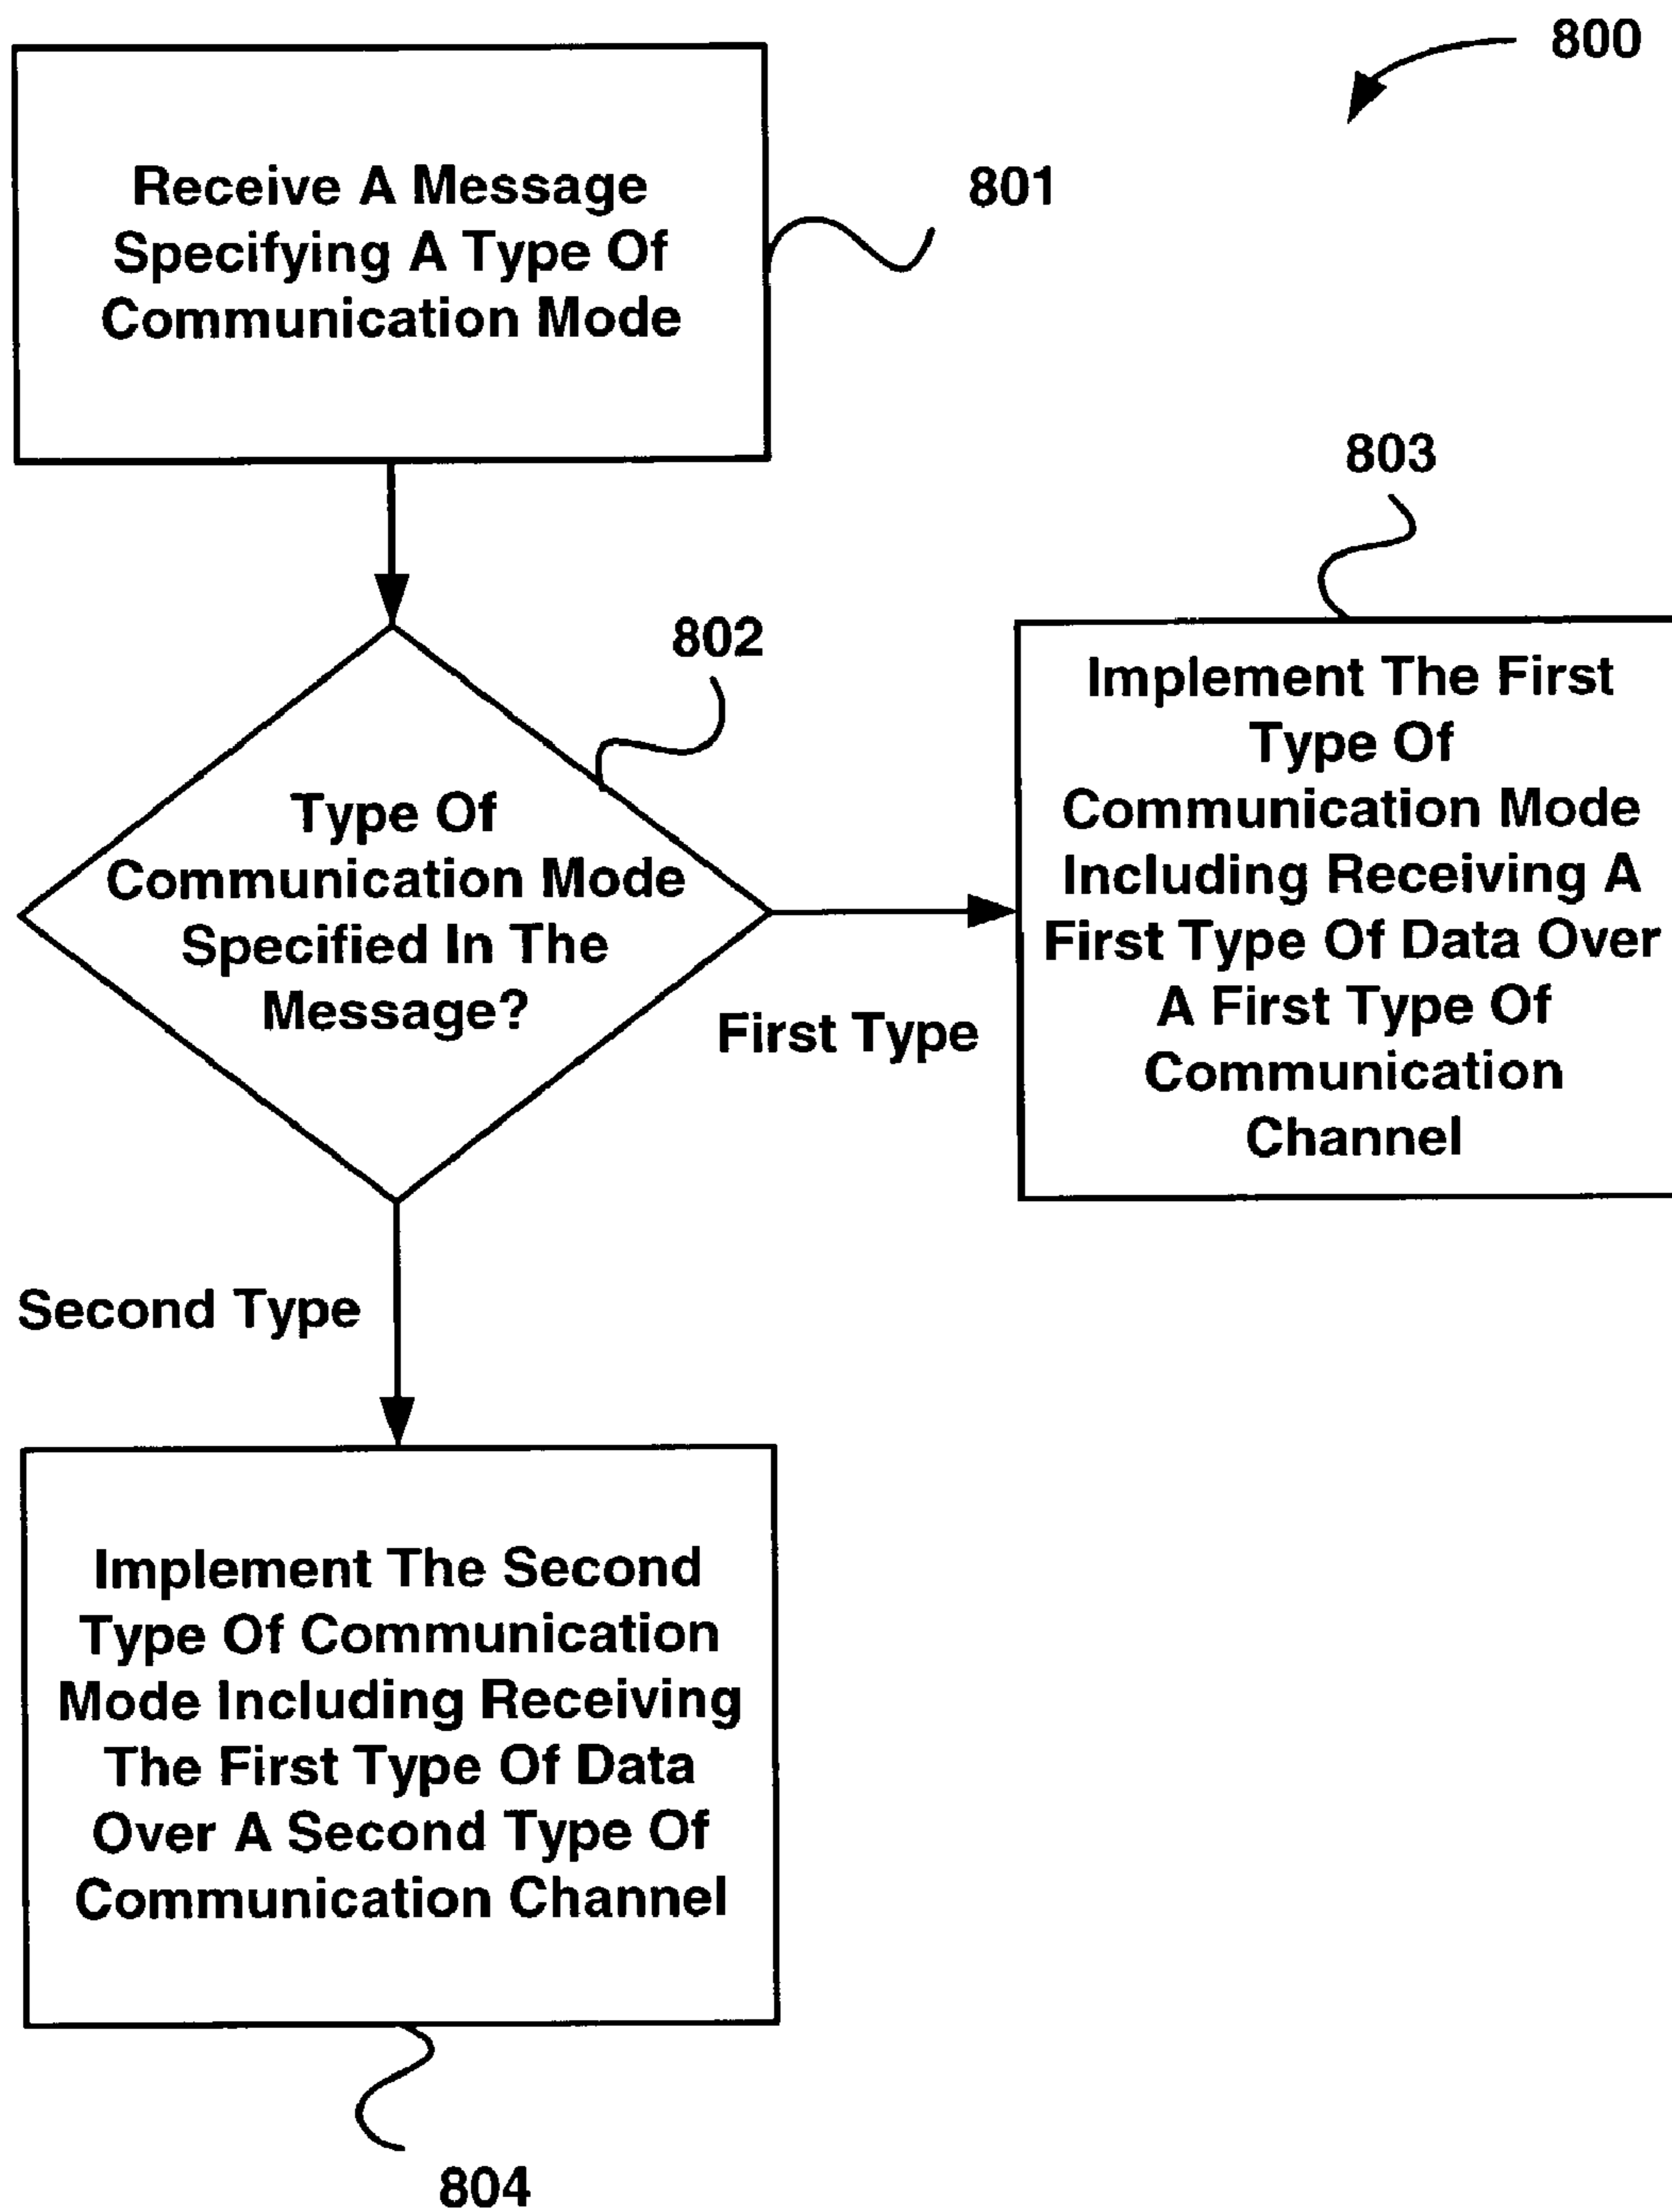 800
Receive A Message
Specifying A Type Of
Communication Mode
801
803
802
Type Of
Communication Mode
Specified In The
Message?
First Type
Implement The First
Type Of
Communication Mode
Including Receiving A
First Type Of Data Over
A First Type Of
Communication
Channel
Second Type
Implement The Second
Type Of Communication
Mode Including Receiving
The First Type Of Data
Over A Second Type Of
Communication Channel
804